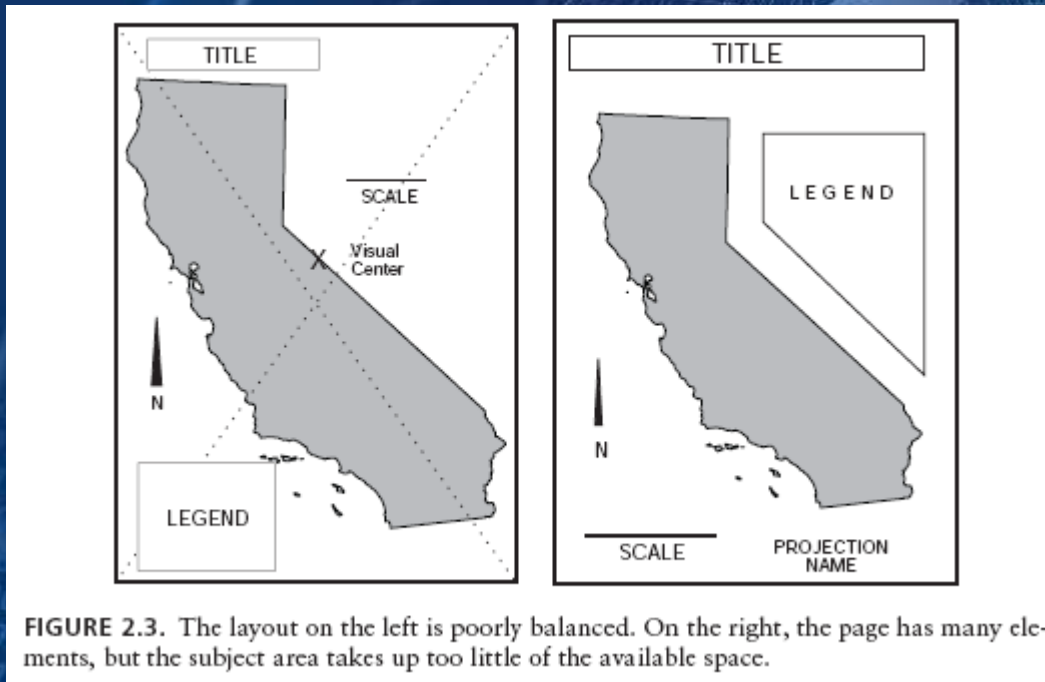 TITLE
SCALE
X Visual
Center
N
LEGEND
TITLE
LEGEND
N
SCALE
PROJECTION
NAME
FIGURE 2.3. The layout on the left is poorly balanced. On the right, the page has many ele-
ments, but the subject area takes up too little of the available space.